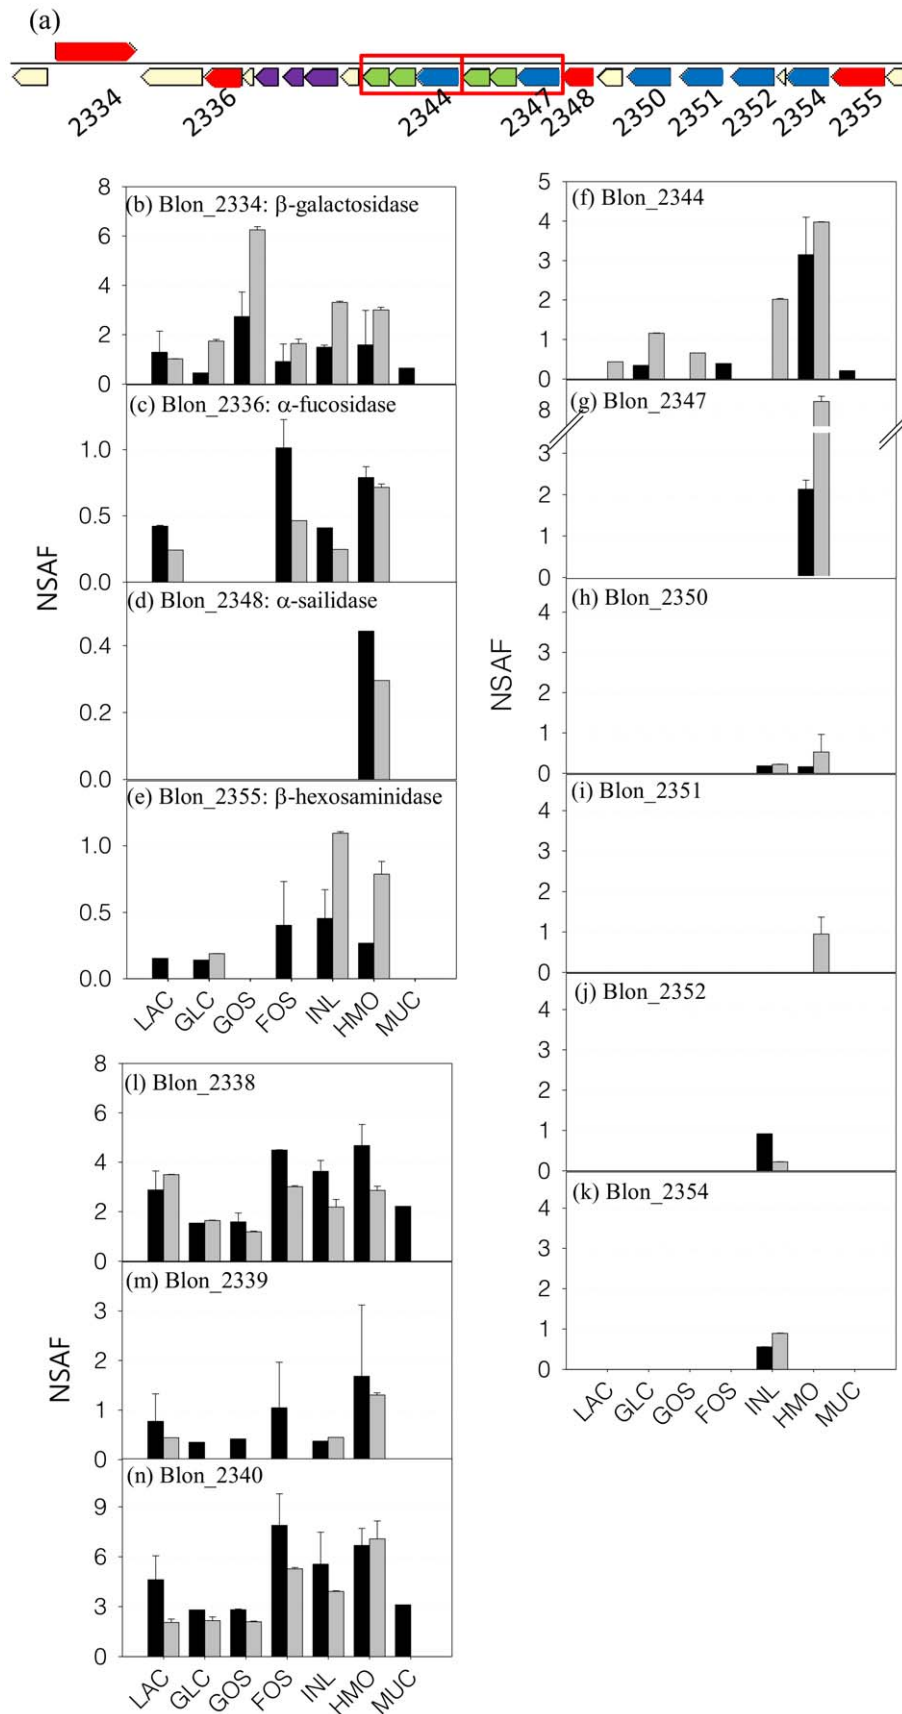 (a)
2334 2336 2344 2347 2348 2350 2351 2352 2354 2355
(b) Blon_2334: β-galactosidase
8
6
4
2
0
(c) Blon_2336: α-fucosidase
1.0
0.5
0.0
NSAF
(d) Blon_2348: α-sailidase
0.4
0.2
0.0
(e) Blon_2355: β-hexosaminidase
1.0
0.5
0.0
LAC GLC GOS FOS INL HMO MUC
(l) Blon_2338
8
6
4
2
0
(m) Blon_2339
3
2
1
0
NSAF
(n) Blon_2340
9
6
3
0
LAC GLC GOS FOS INL HMO MUC
(f) Blon_2344
5
4
3
2
1
0
(g) Blon_2347
8
3
2
1
0
(h) Blon_2350
4
3
2
1
0
NSAF
(i) Blon_2351
4
3
2
1
0
(j) Blon_2352
4
3
2
1
0
(k) Blon_2354
4
3
2
1
0
LAC GLC GOS FOS INL HMO MUC